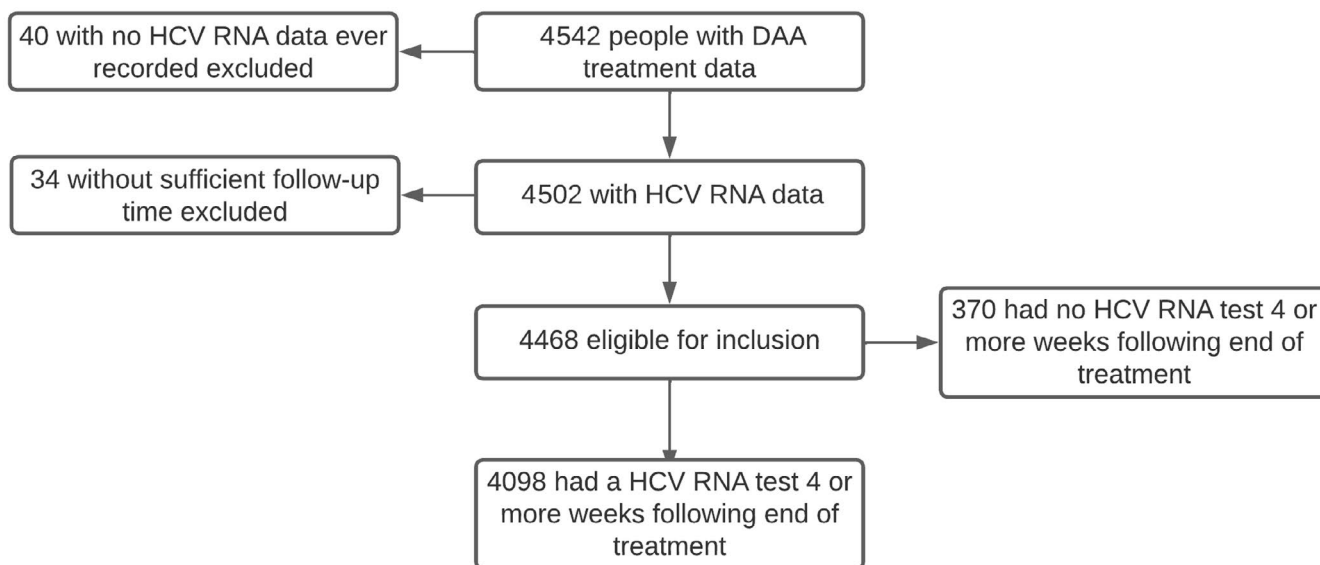 40 with no HCV RNA data ever
recorded excluded
4542 people with DAA
treatment data
34 without sufficient follow-up
time excluded
4502 with HCV RNA data
4468 eligible for inclusion
370 had no HCV RNA test 4 or
more weeks following end of
treatment
4098 had a HCV RNA test 4 or
more weeks following end of
treatment